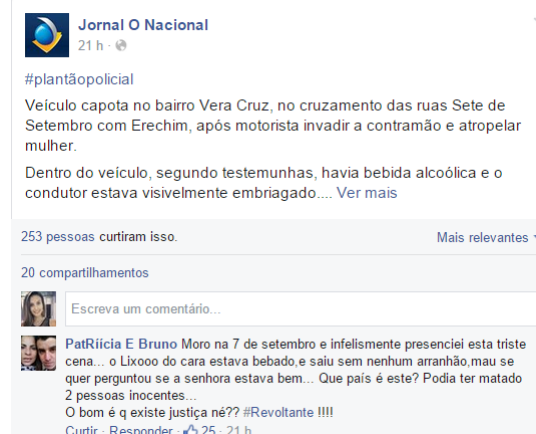 Jornal O Nacional
21 h ·
#plantãopolicial
Veículo capota no bairro Vera Cruz, no cruzamento das ruas Sete de
Setembro com Erechim, após motorista invadir a contramão e atropelar
mulher.
Dentro do veículo, segundo testemunhas, havia bebida alcoólica e o
condutor estava visivelmente embriagado.... Ver mais
253 pessoas curtiram isso.
Mais relevantes
20 compartilhamentos
Escreva um comentário...
PatRíícia E Bruno Moro na 7 de setembro e infelismente presenciei esta triste
cena... o Lixooo do cara estava bebado,e saiu sem nenhum arranhão,mau se
quer perguntou se a senhora estava bem... Que país é este? Podia ter matado
2 pessoas inocentes...
O bom é q existe justiça né?? #Revoltante !!!!
Curtir · Responder · 25 · 21 h